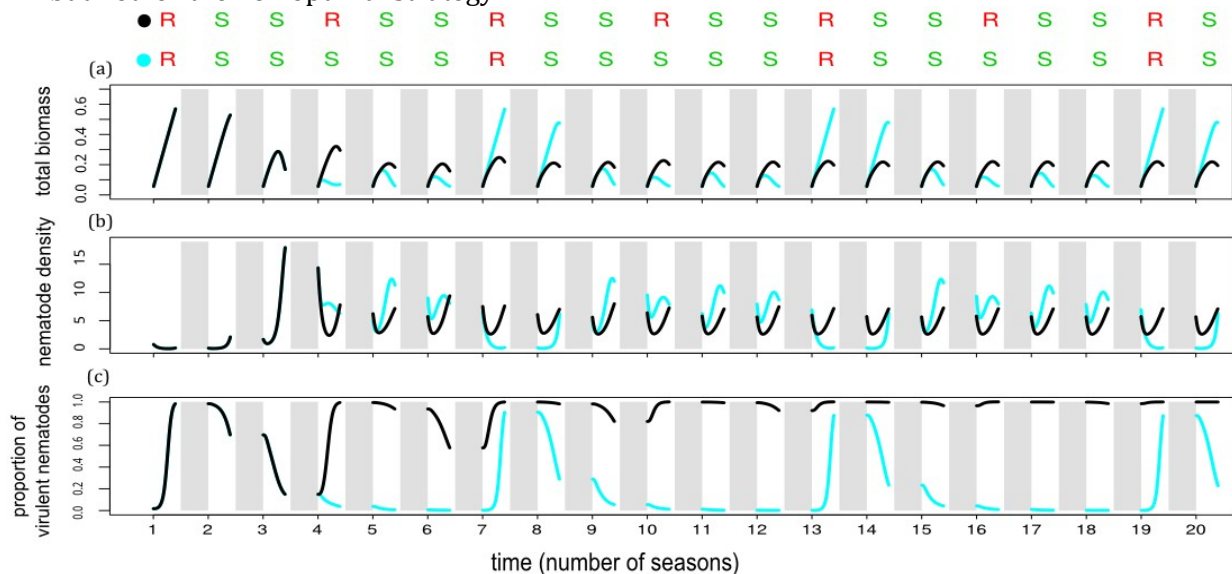 optimal strategy
R S S R S S R S S R S S R S S R S S R S
R S S S S S R S S S S S R S S S S S R S
(a)
total biomass
0.0 0.2 0.4 0.6
(b)
nematode density
0 5 10 15
(c)
proportion of
virulent nematodes
0.0 0.2 0.4 0.6 0.8 1.0
1 2 3 4 5 6 7 8 9 10 11 12 13 14 15 16 17 18 19 20
time (number of seasons)